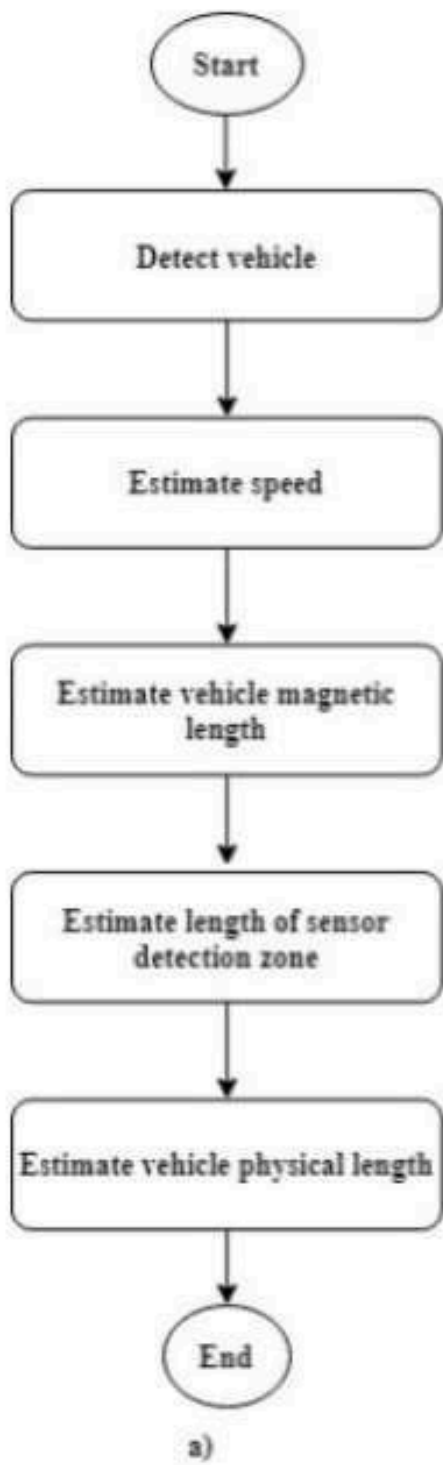 Start
Detect vehicle
Estimate speed
Estimate vehicle magnetic
length
Estimate length of sensor
detection zone
Estimate vehicle physical length
End
a)